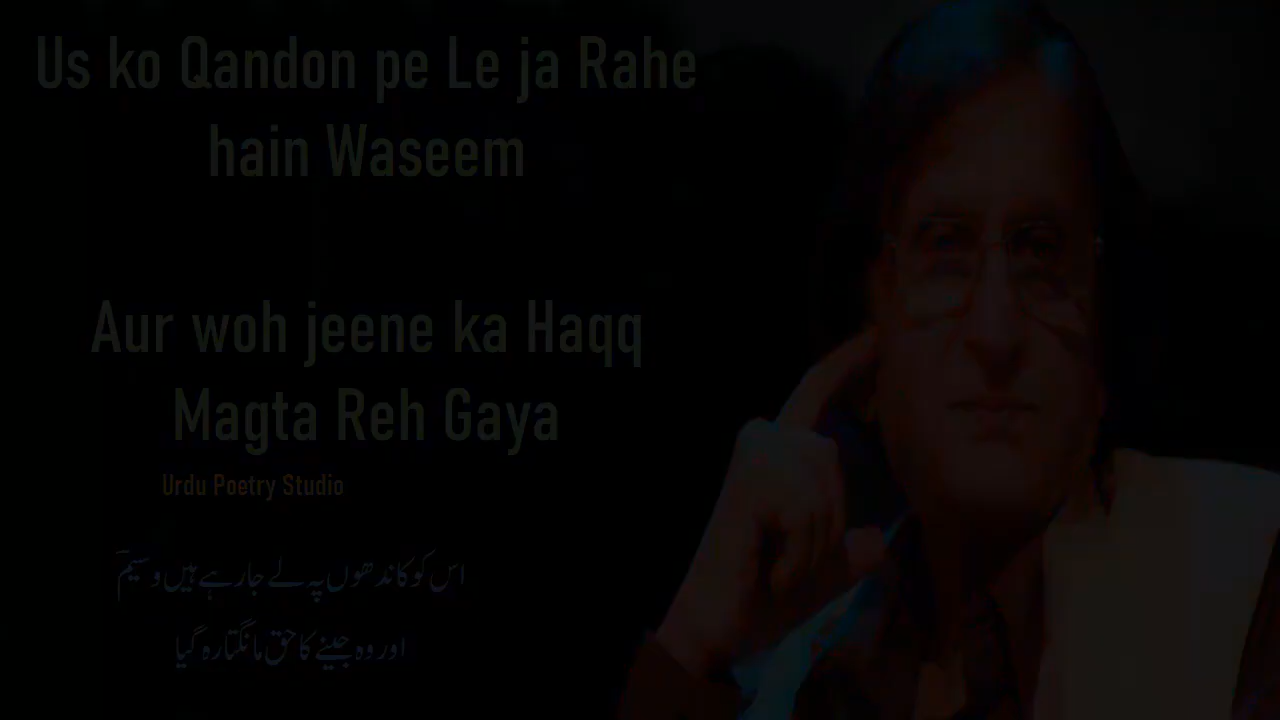 Us ko Qandon pe Le ja Rahe
hain Waseem
Aur woh jeene ka Haqq
Magta Reh Gaya
Urdu Poetry Studio
اس کو کاندھوں پہ لے جا رہے ہیں وسیمؔ
اور وہ جینے کا حق مانگتا رہ گیا